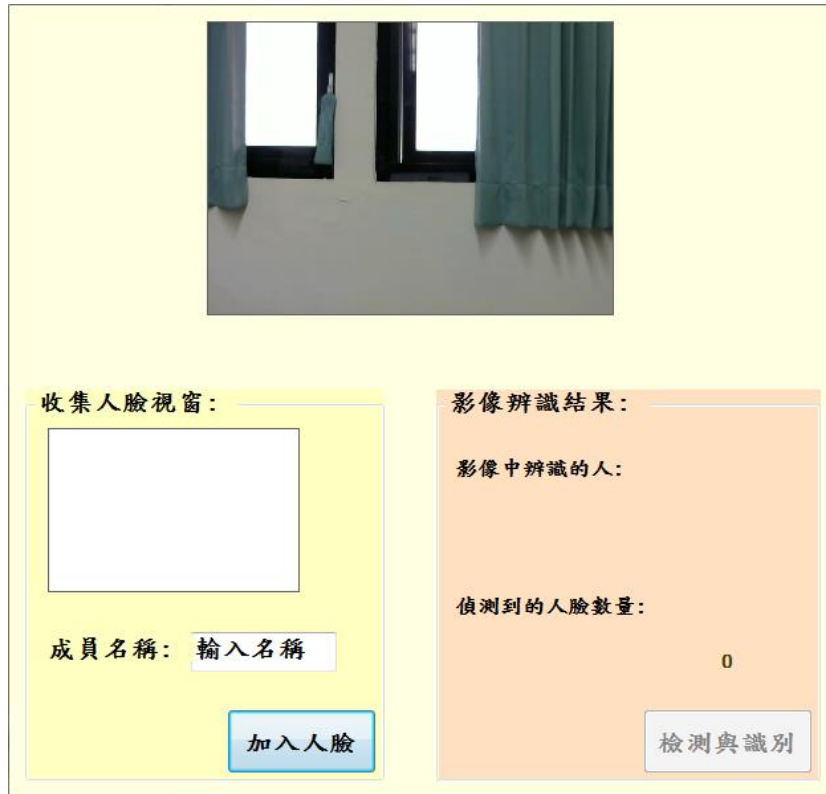 收集人臉視窗:
成員名稱: 輸入名稱
加入人臉
影像辨識結果:
影像中辨識的人:
偵測到的人臉數量:
0
檢測與識別